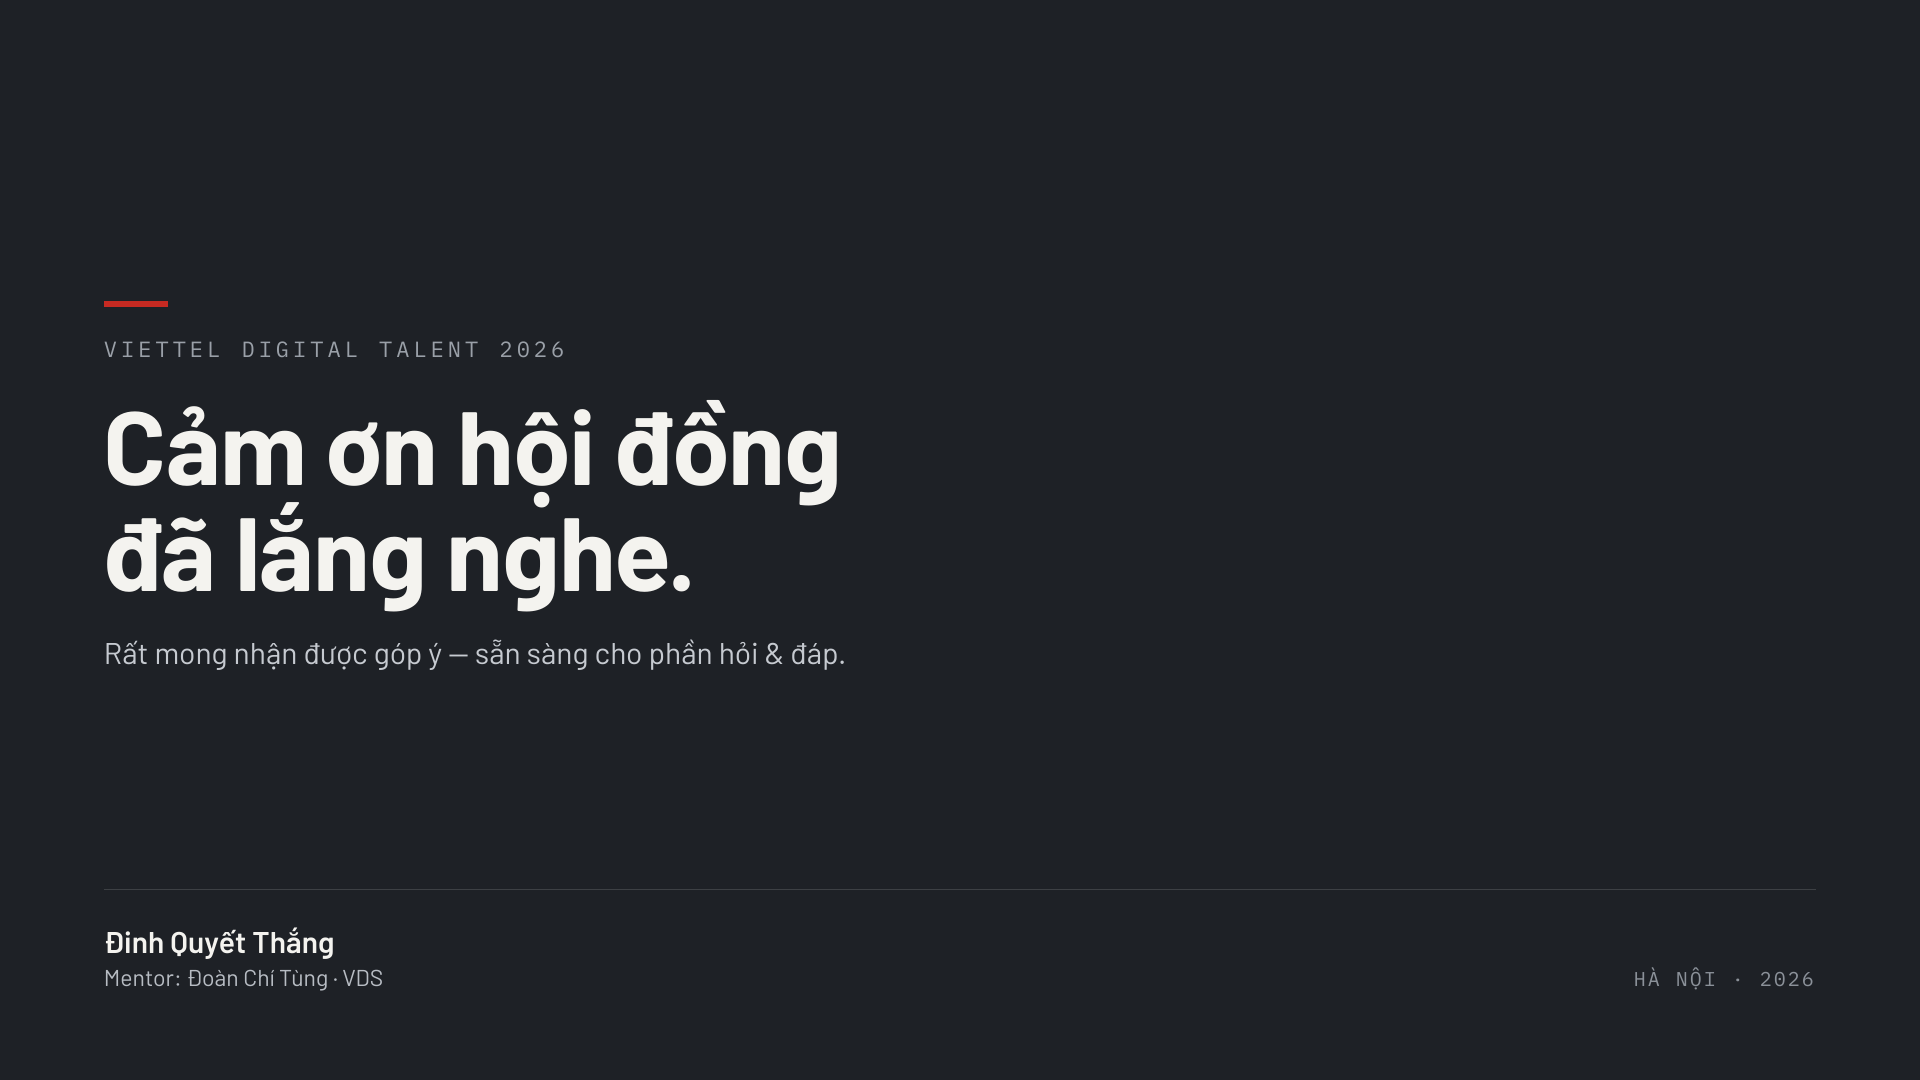 VIETTEL DIGITAL TALENT 2026
Cảm ơn hội đồng
đã lắng nghe.
Rất mong nhận được góp ý — sẵn sàng cho phần hỏi & đáp.
Đinh Quyết Thắng
Mentor: Đoàn Chí Tùng · VDS
HÀ NỘI · 2026